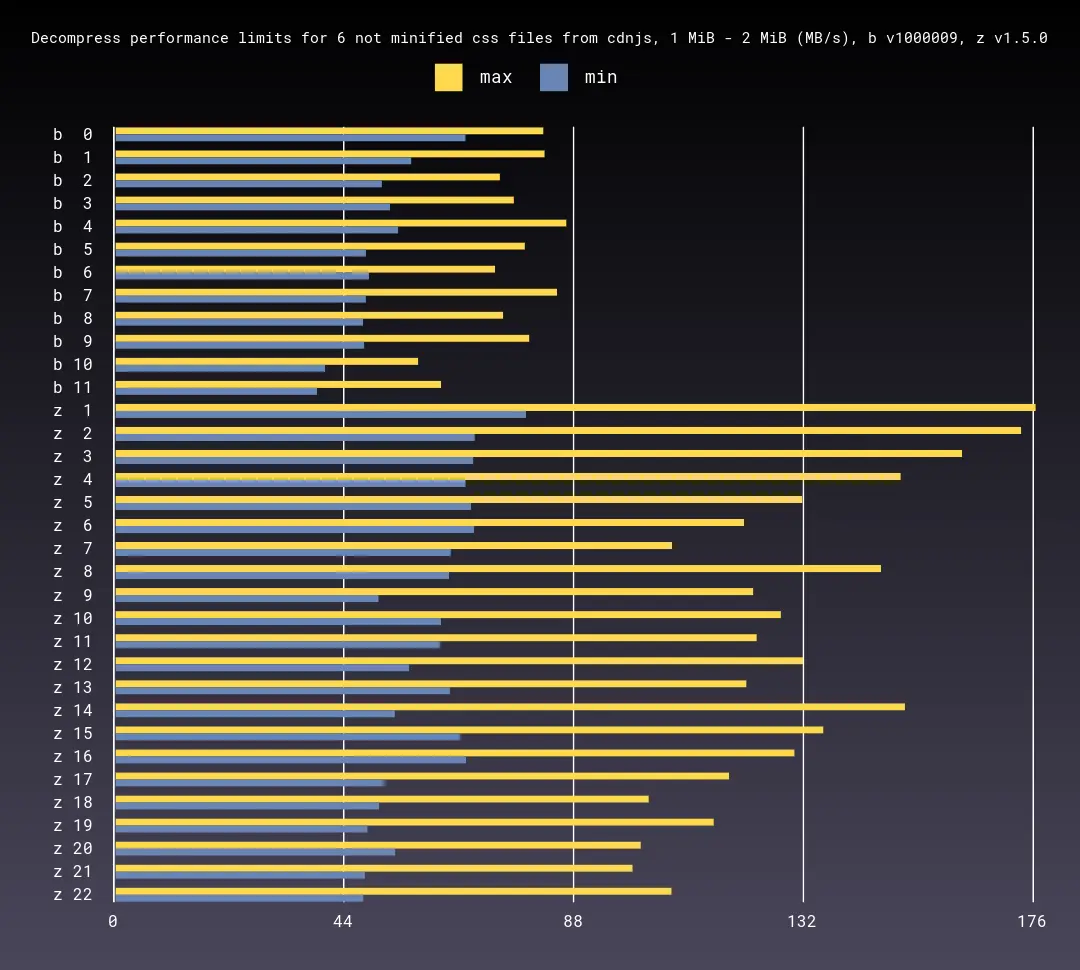 Decompress performance limits for 6 not minified css files from cdnjs, 1 MiB - 2 MiB (MB/s), b v1000009, z v1.5.0
max min
b 0
b 1
b 2
b 3
b 4
b 5
b 6
b 7
b 8
b 9
b 10
b 11
z 1
z 2
z 3
z 4
z 5
z 6
z 7
z 8
z 9
z 10
z 11
z 12
z 13
z 14
z 15
z 16
z 17
z 18
z 19
z 20
z 21
z 22
0 44 88 132 176